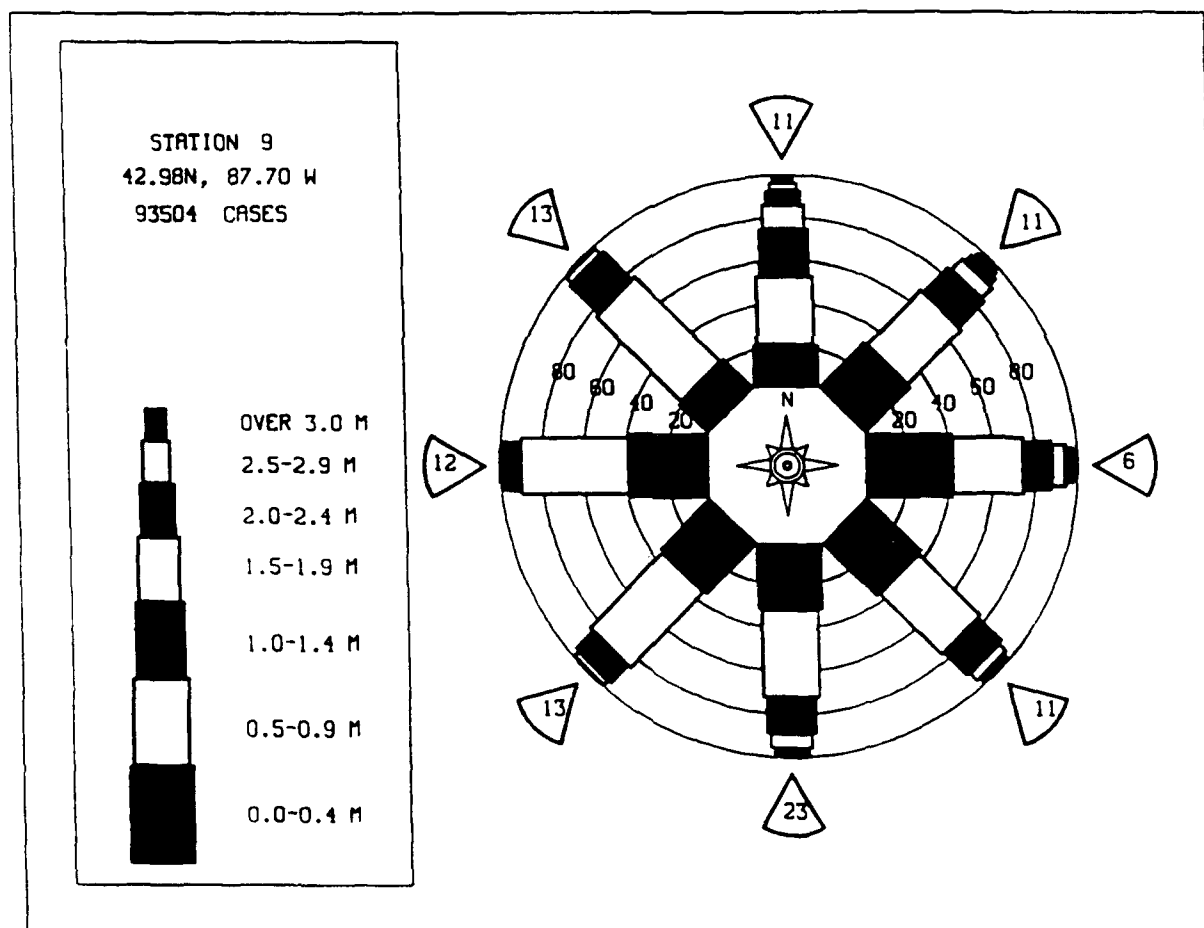 STATION 9
42.98N, 87.70 W
93504 CASES
OVER 3.0 M
2.5-2.9 M
2.0-2.4 M
1.5-1.9 M
1.0-1.4 M
0.5-0.9 M
0.0-0.4 M
11
13
11
80
60
40
20
N
20
40
60
80
12
6
13
11
23